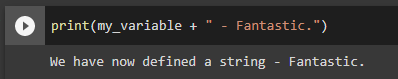 print(my_variable + " - Fantastic.")
We have now defined a string - Fantastic.